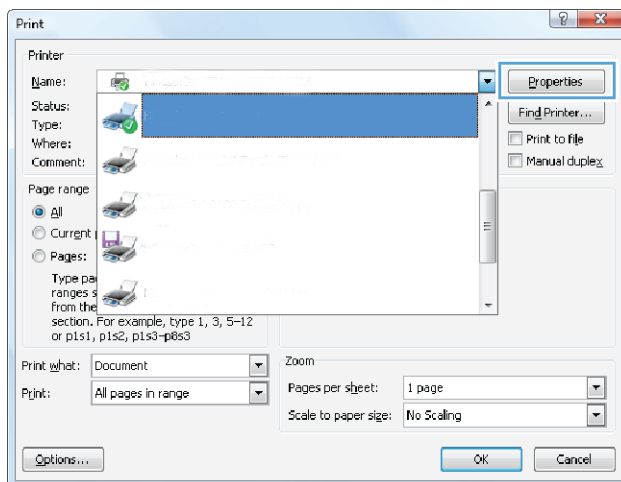 Print
Printer
Name:
Properties
Status:
Find Printer...
Type:
Print to file
Where:
Manual duplex
Comment:
Page range
All
Current
Pages:
Type
ranges
from the
section. For example, type 1, 3, 5–12
or p1s1, p1s2, p1s3–p8s3
Print what: Document
Print: All pages in range
Zoom
Pages per sheet: 1 page
Scale to paper size: No Scaling
Options...
OK
Cancel